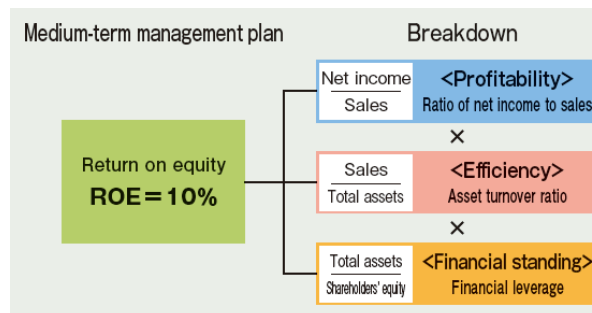 Medium-term management plan
Breakdown
Return on equity
ROE=10%
Net income
Sales
<Profitability>
Ratio of net income to sales
×
Sales
Total assets
<Efficiency>
Asset turnover ratio
×
Total assets
Shareholders' equity
<Financial standing>
Financial leverage